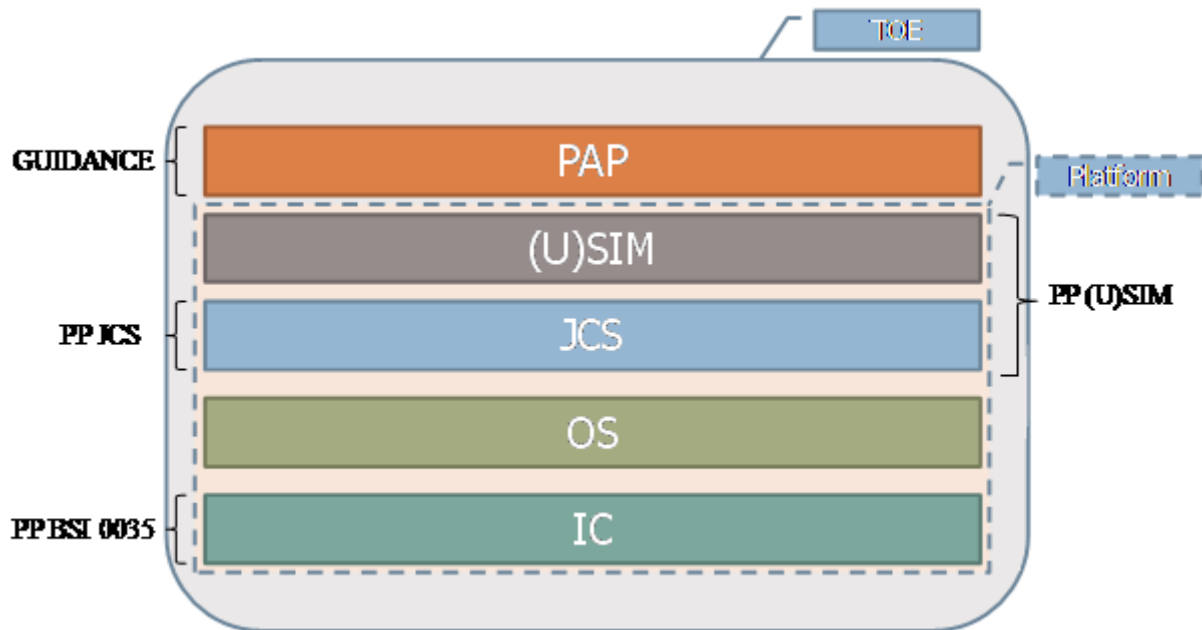 TOE
GUIDANCE
PAP
Platform
(U)SIM
PP (U)SIM
PP JCS
JCS
OS
PP BSI 0035
IC